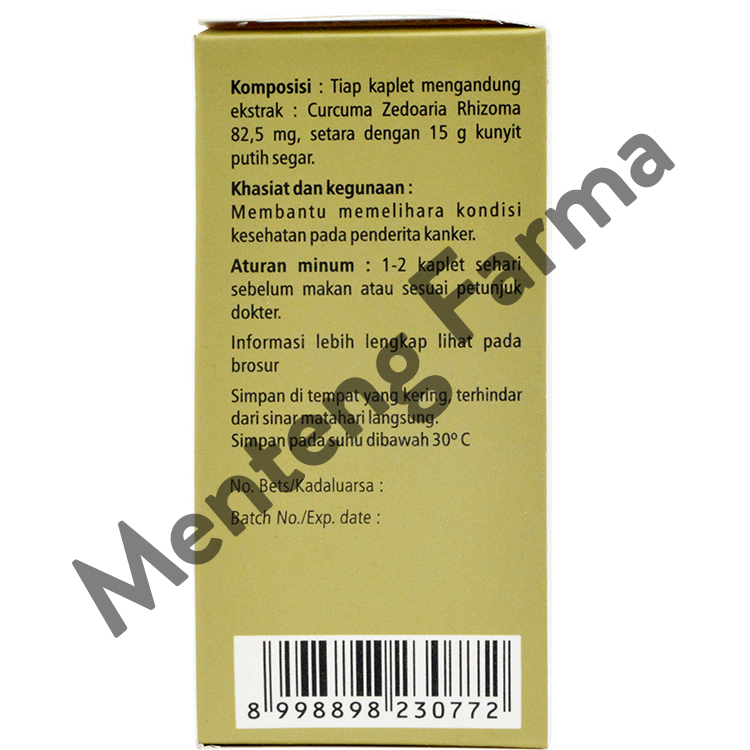 Komposisi : Tiap kaplet mengandung
ekstrak : Curcuma Zedoaria Rhizoma
82,5 mg, setara dengan 15 g kunyit
putih segar.
Khasiat dan kegunaan :
Membantu memelihara kondisi
kesehatan pada penderita kanker.
Aturan minum : 1-2 kaplet sehari
sebelum makan atau sesuai petunjuk
dokter.
Informasi lebih lengkap lihat pada
brosur
Simpan di tempat yang kering, terhindar
dari sinar matahari langsung.
Simpan pada suhu dibawah 30º C
No. Bets/Kadaluarsa :
Batch No./Exp. date :
8 998898 230772
Menteng Farma